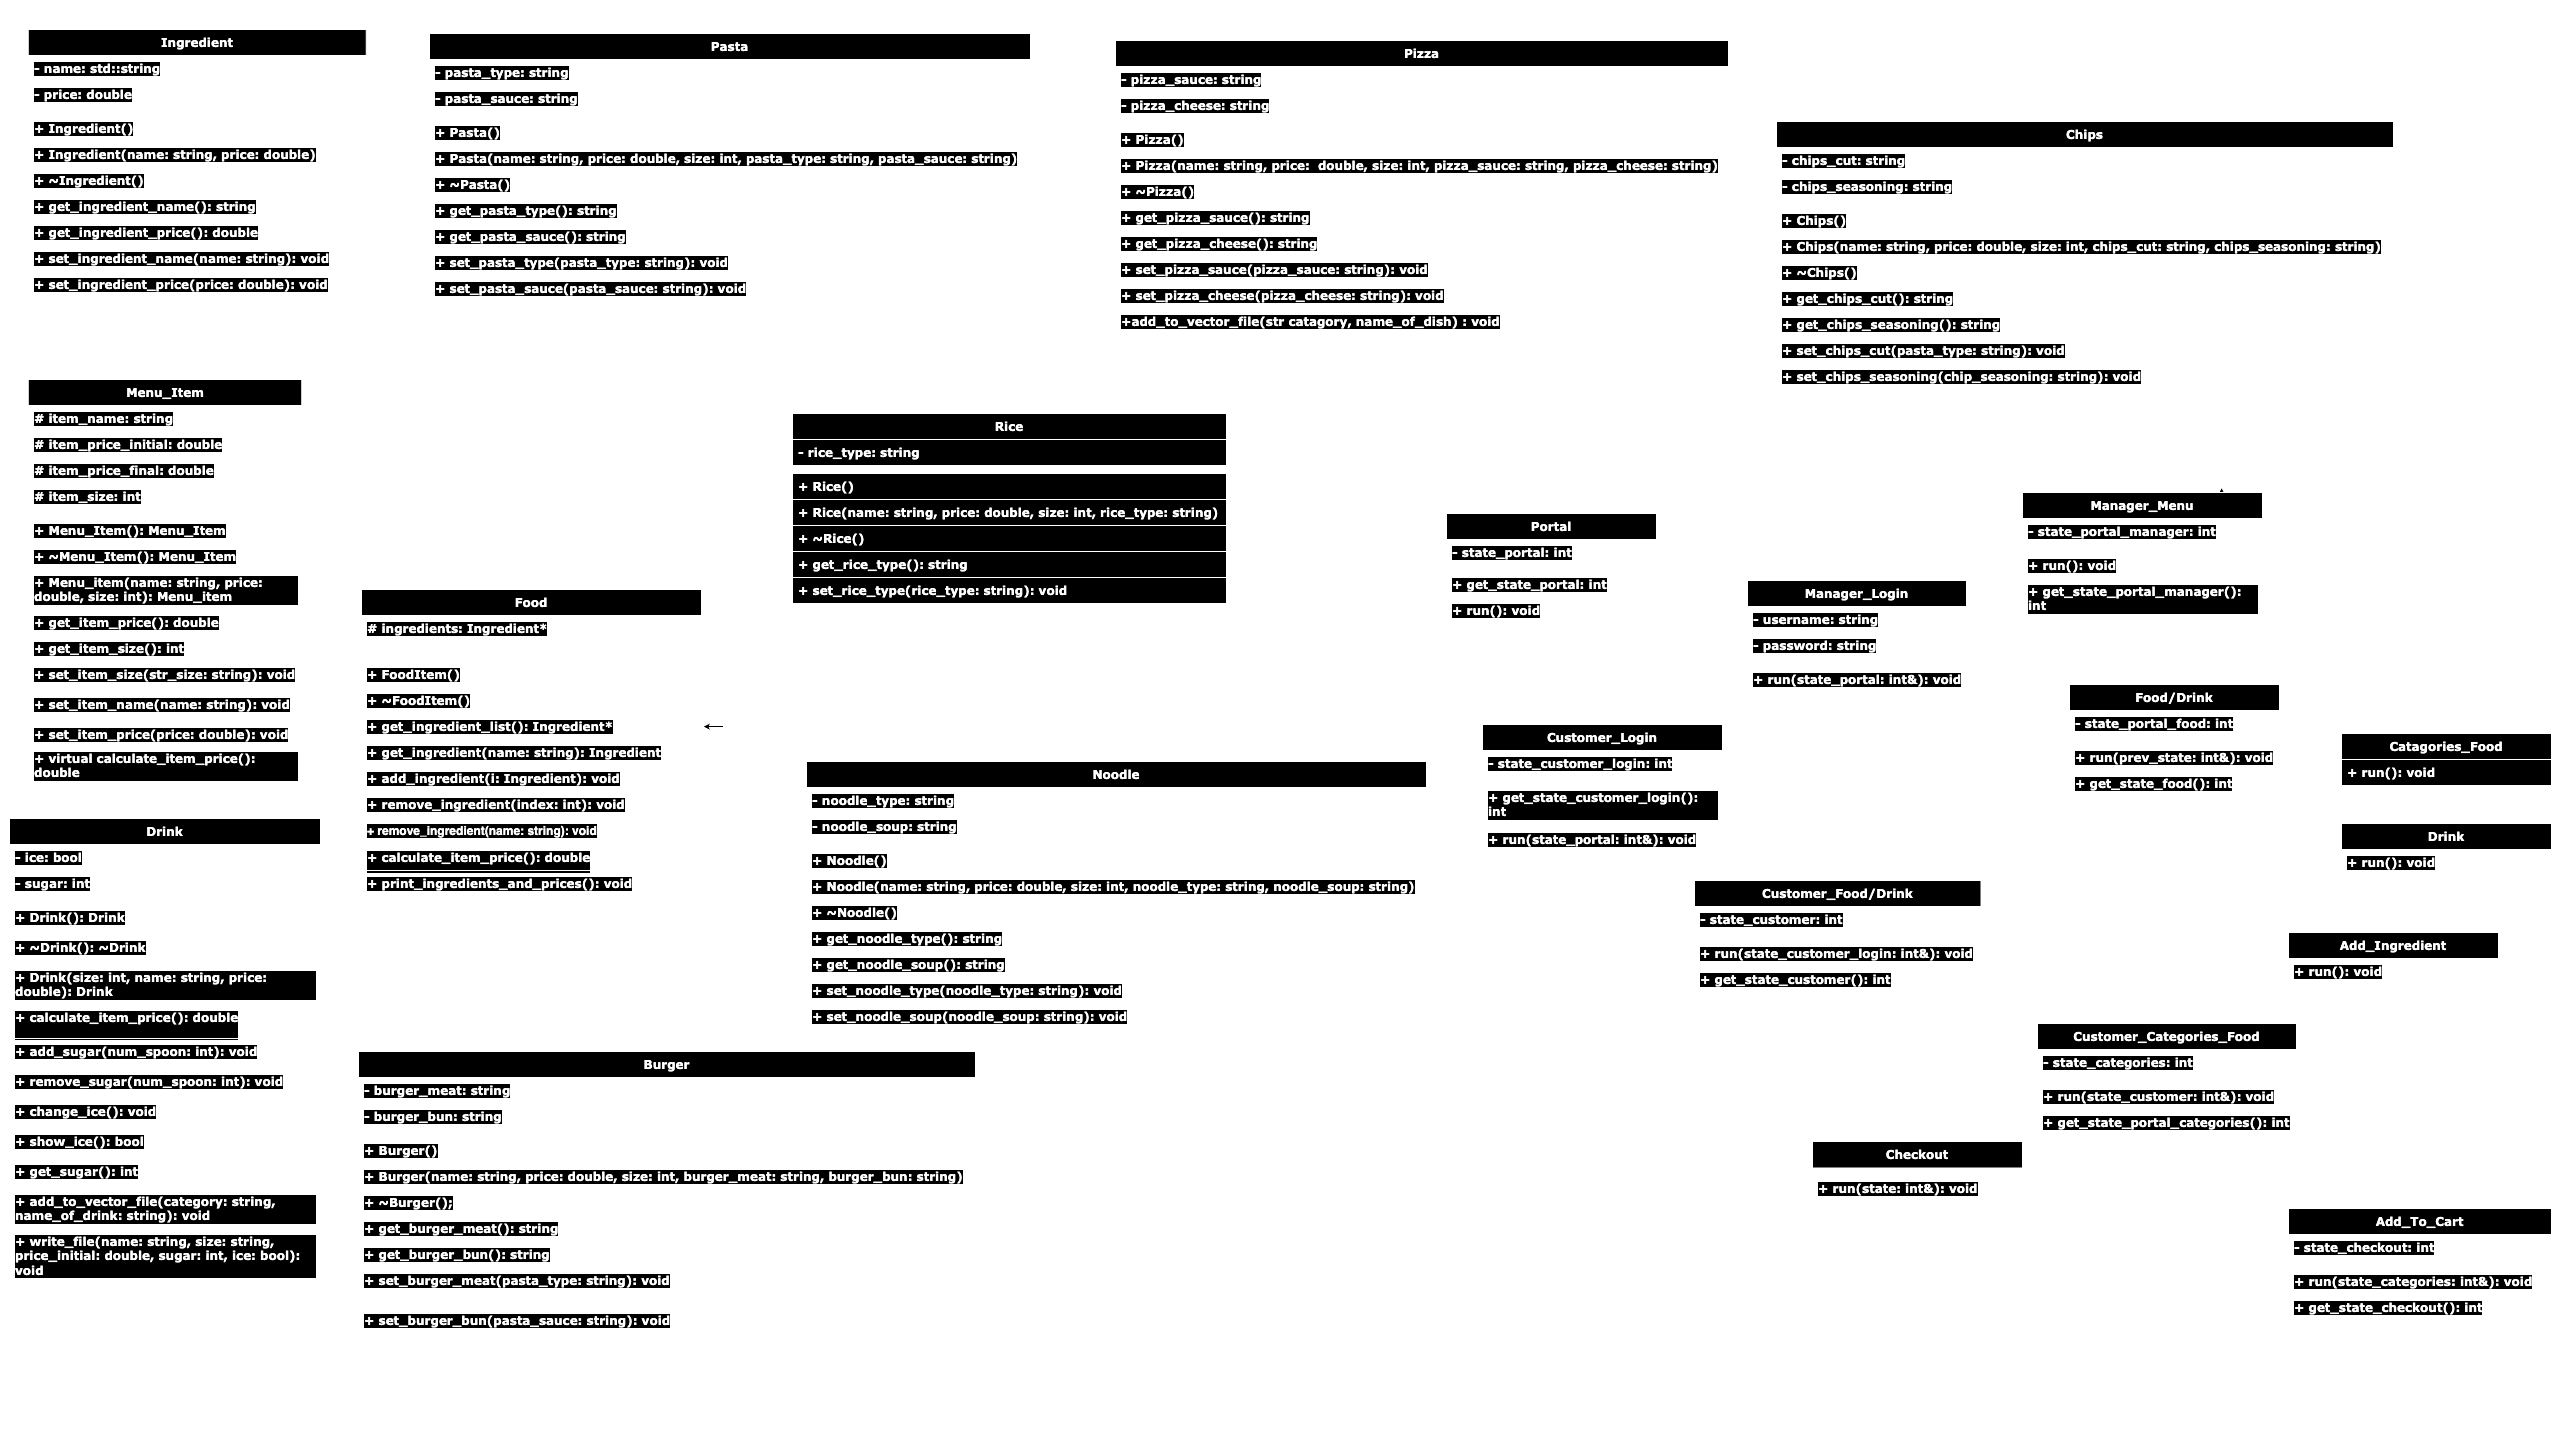 Ingredient
- name: std::string
- price: double
+ Ingredient()
+ Ingredient(name: string, price: double)
+ ~Ingredient()
+ get_ingredient_name(): string
+ get_ingredient_price(): double
+ set_ingredient_name(name: string): void
+ set_ingredient_price(price: double): void
Pasta
- pasta_type: string
- pasta_sauce: string
+ Pasta()
+ Pasta(name: string, price: double, size: int, pasta_type: string, pasta_sauce: string)
+ ~Pasta()
+ get_pasta_type(): string
+ get_pasta_sauce(): string
+ set_pasta_type(pasta_type: string): void
+ set_pasta_sauce(pasta_sauce: string): void
Pizza
- pizza_sauce: string
- pizza_cheese: string
+ Pizza()
+ Pizza(name: string, price:  double, size: int, pizza_sauce: string, pizza_cheese: string)
+ ~Pizza()
+ get_pizza_sauce(): string
+ get_pizza_cheese(): string
+ set_pizza_sauce(pizza_sauce: string): void
+ set_pizza_cheese(pizza_cheese: string): void
+add_to_vector_file(str catagory, name_of_dish) : void
Chips
- chips_cut: string
- chips_seasoning: string
+ Chips()
+ Chips(name: string, price: double, size: int, chips_cut: string, chips_seasoning: string)
+ ~Chips()
+ get_chips_cut(): string
+ get_chips_seasoning(): string
+ set_chips_cut(pasta_type: string): void
+ set_chips_seasoning(chip_seasoning: string): void
Menu_Item
# item_name: string
# item_price_initial: double
# item_price_final: double
# item_size: int
+ Menu_Item(): Menu_Item
+ ~Menu_Item(): Menu_Item
+ Menu_item(name: string, price:
double, size: int): Menu_item
+ get_item_price(): double
+ get_item_size(): int
+ set_item_size(str_size: string): void
+ set_item_name(name: string): void
+ set_item_price(price: double): void
+ virtual calculate_item_price():
double
Rice
- rice_type: string
+ Rice()
+ Rice(name: string, price: double, size: int, rice_type: string)
+ ~Rice()
+ get_rice_type(): string
+ set_rice_type(rice_type: string): void
Food
# ingredients: Ingredient*
+ FoodItem()
+ ~FoodItem()
+ get_ingredient_list(): Ingredient*
+ get_ingredient(name: string): Ingredient
+ add_ingredient(i: Ingredient): void
+ remove_ingredient(index: int): void
+ remove_ingredient(name: string): void
+ calculate_item_price(): double
+ print_ingredients_and_prices(): void
Portal
- state_portal: int
+ get_state_portal: int
+ run(): void
Manager_Login
- username: string
- password: string
+ run(state_portal: int&): void
Manager_Menu
- state_portal_manager: int
+ run(): void
+ get_state_portal_manager():
int
Food/Drink
- state_portal_food: int
+ run(prev_state: int&): void
+ get_state_food(): int
Catagories_Food
+ run(): void
Drink
+ run(): void
Customer_Login
- state_customer_login: int
+ get_state_customer_login():
int
+ run(state_portal: int&): void
Noodle
- noodle_type: string
- noodle_soup: string
+ Noodle()
+ Noodle(name: string, price: double, size: int, noodle_type: string, noodle_soup: string)
+ ~Noodle()
+ get_noodle_type(): string
+ get_noodle_soup(): string
+ set_noodle_type(noodle_type: string): void
+ set_noodle_soup(noodle_soup: string): void
Drink
- ice: bool
- sugar: int
+ Drink(): Drink
+ ~Drink(): ~Drink
+ Drink(size: int, name: string, price:
double): Drink
+ calculate_item_price(): double
+ add_sugar(num_spoon: int): void
+ remove_sugar(num_spoon: int): void
+ change_ice(): void
+ show_ice(): bool
+ get_sugar(): int
+ add_to_vector_file(category: string,
name_of_drink: string): void
+ write_file(name: string, size: string,
price_initial: double, sugar: int, ice: bool):
void
Customer_Food/Drink
- state_customer: int
+ run(state_customer_login: int&): void
+ get_state_customer(): int
Add_Ingredient
+ run(): void
Customer_Categories_Food
- state_categories: int
+ run(state_customer: int&): void
+ get_state_portal_categories(): int
Burger
- burger_meat: string
- burger_bun: string
+ Burger()
+ Burger(name: string, price: double, size: int, burger_meat: string, burger_bun: string)
+ ~Burger();
+ get_burger_meat(): string
+ get_burger_bun(): string
+ set_burger_meat(pasta_type: string): void
+ set_burger_bun(pasta_sauce: string): void
Checkout
+ run(state: int&): void
Add_To_Cart
- state_checkout: int
+ run(state_categories: int&): void
+ get_state_checkout(): int